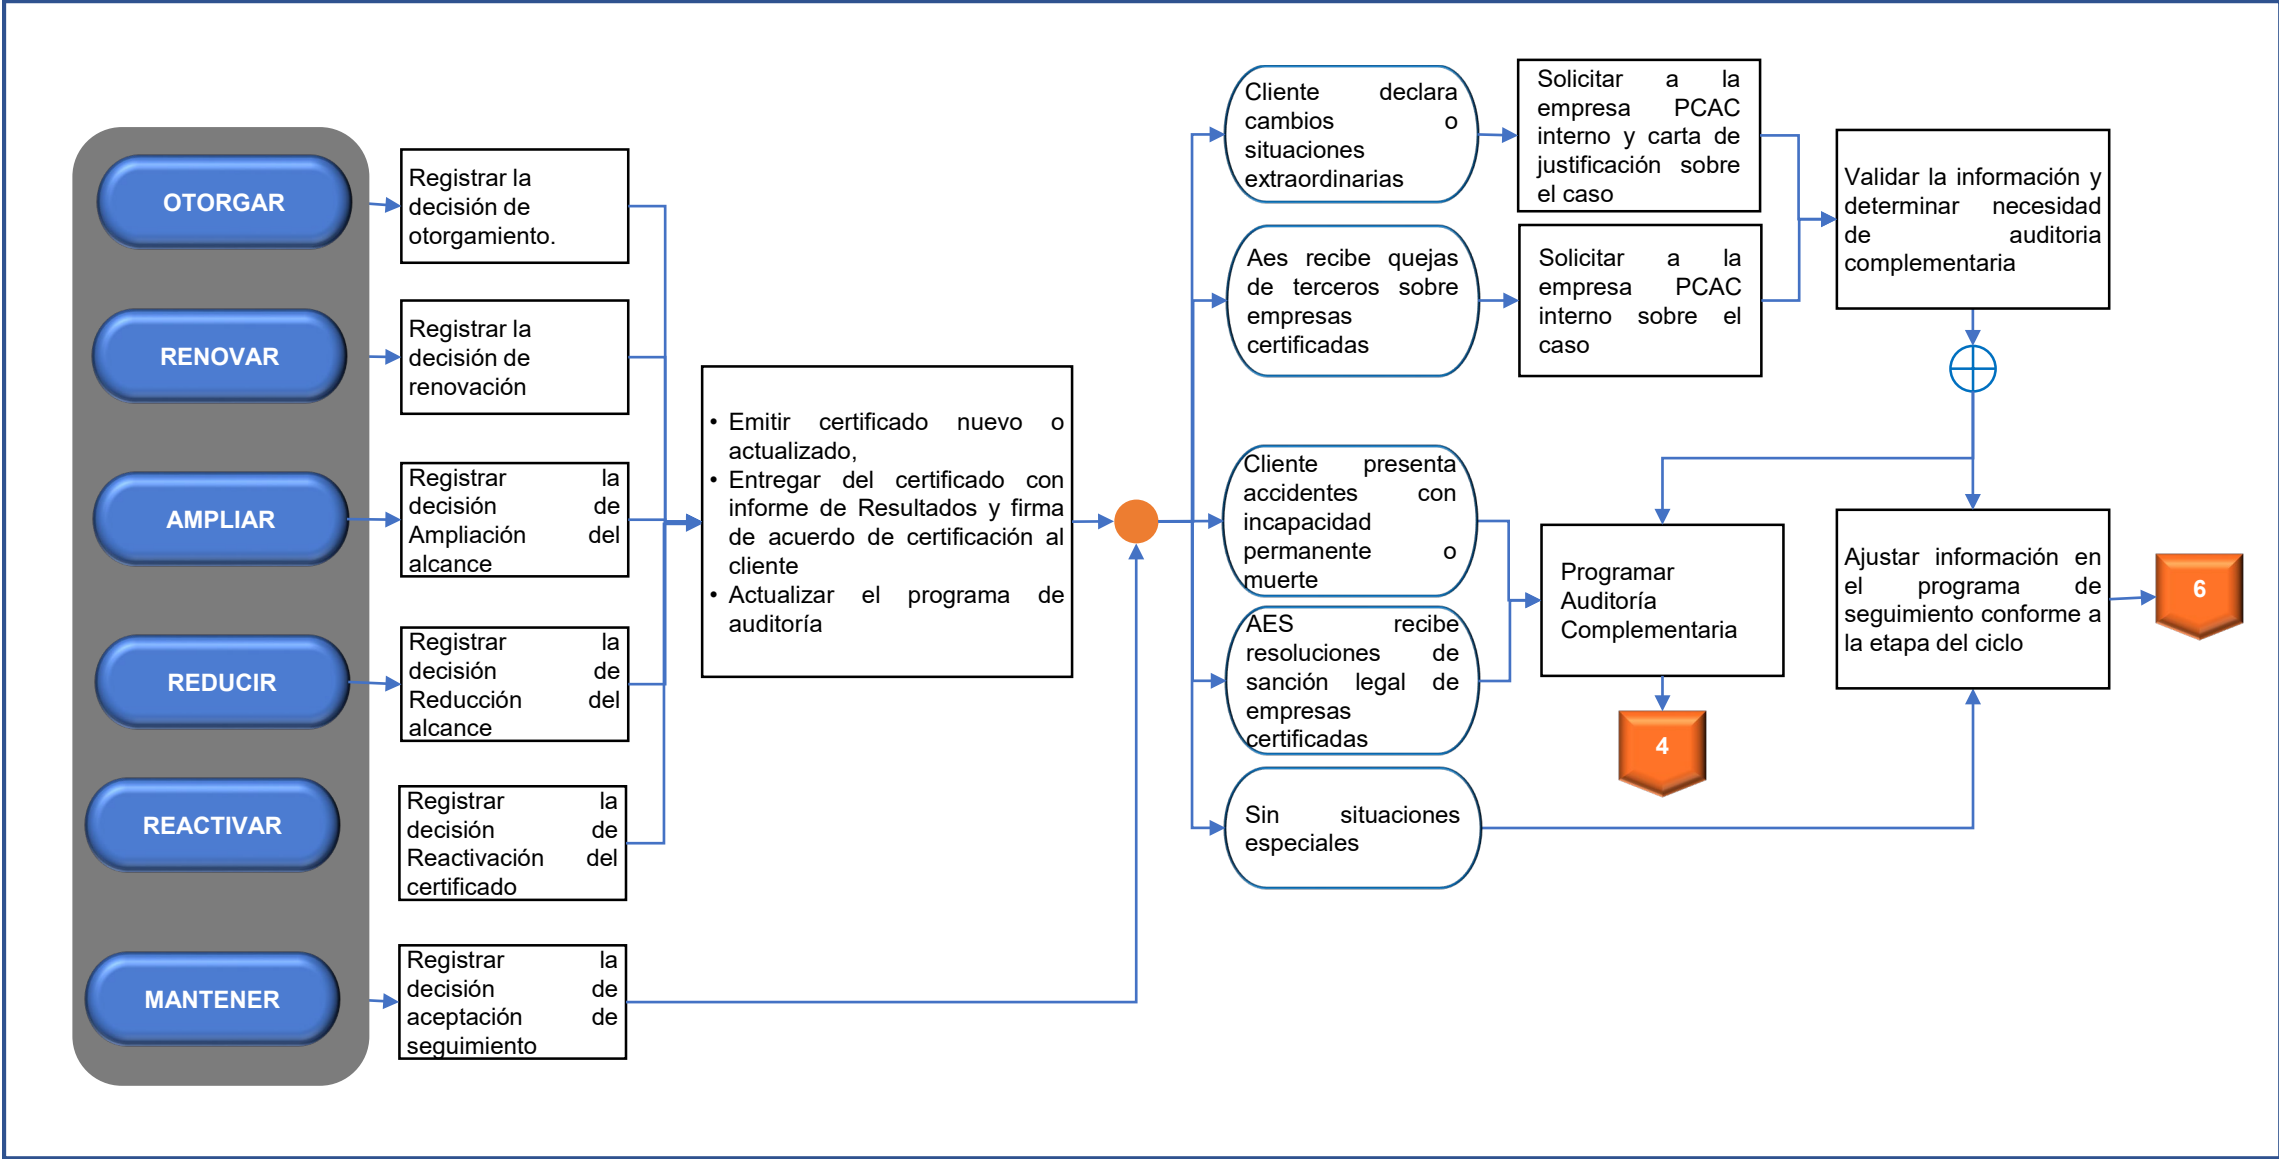 OTORGAR
Registrar la
decisión de
otorgamiento.
RENOVAR
Registrar la
decisión de
renovación
AMPLIAR
Registrar la
decisión de
Ampliación del
alcance
REDUCIR
Registrar la
decisión de
Reducción del
alcance
REACTIVAR
Registrar la
decisión de
Reactivación del
certificado
MANTENER
Registrar la
decisión de
aceptación de
seguimiento
• Emitir certificado nuevo o
actualizado,
• Entregar del certificado con
informe de Resultados y firma
de acuerdo de certificación al
cliente
• Actualizar el programa de
auditoría
Cliente declara
cambios o
situaciones
extraordinarias
Solicitar a la
empresa PCAC
interno y carta de
justificación sobre
el caso
Aes recibe quejas
de terceros sobre
empresas
certificadas
Solicitar a la
empresa PCAC
interno sobre el
caso
Validar la información y
determinar necesidad
de auditoria
complementaria
Cliente presenta
accidentes con
incapacidad
permanente o
muerte
AES recibe
resoluciones de
sanción legal de
empresas
certificadas
Sin situaciones
especiales
Programar
Auditoría
Complementaria
4
Ajustar información en
el programa de
seguimiento conforme a
la etapa del ciclo
6